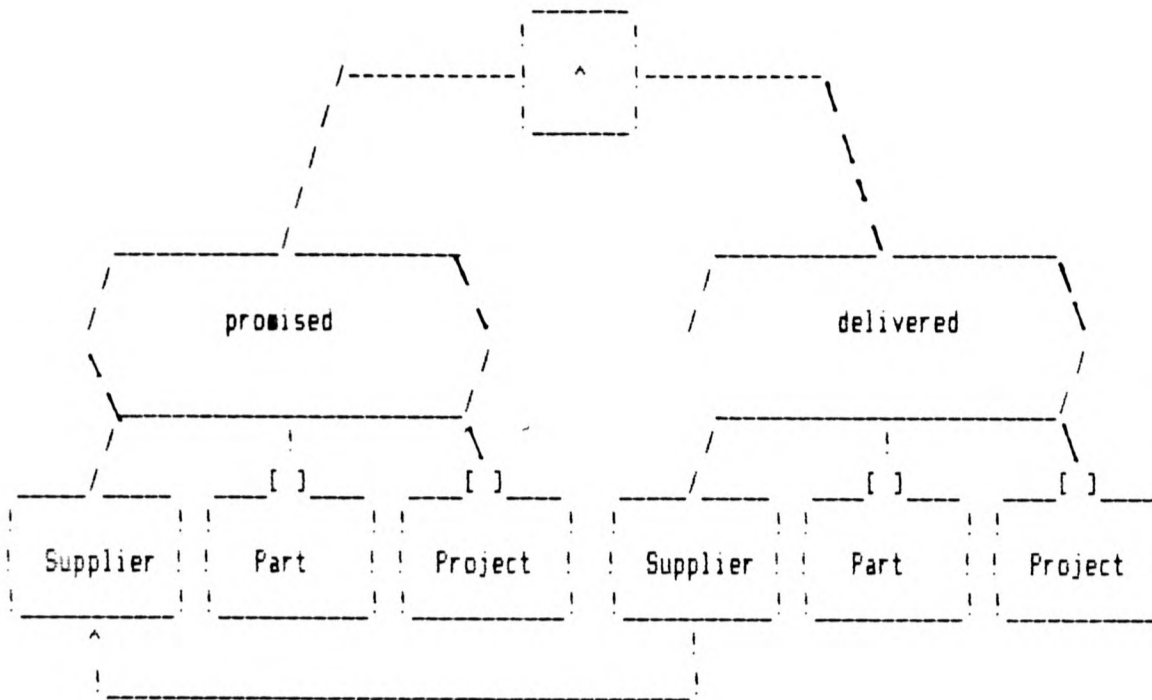 ^
promised delivered
[ ] [ ] [ ] [ ]
Supplier Part Project Supplier Part Project
^